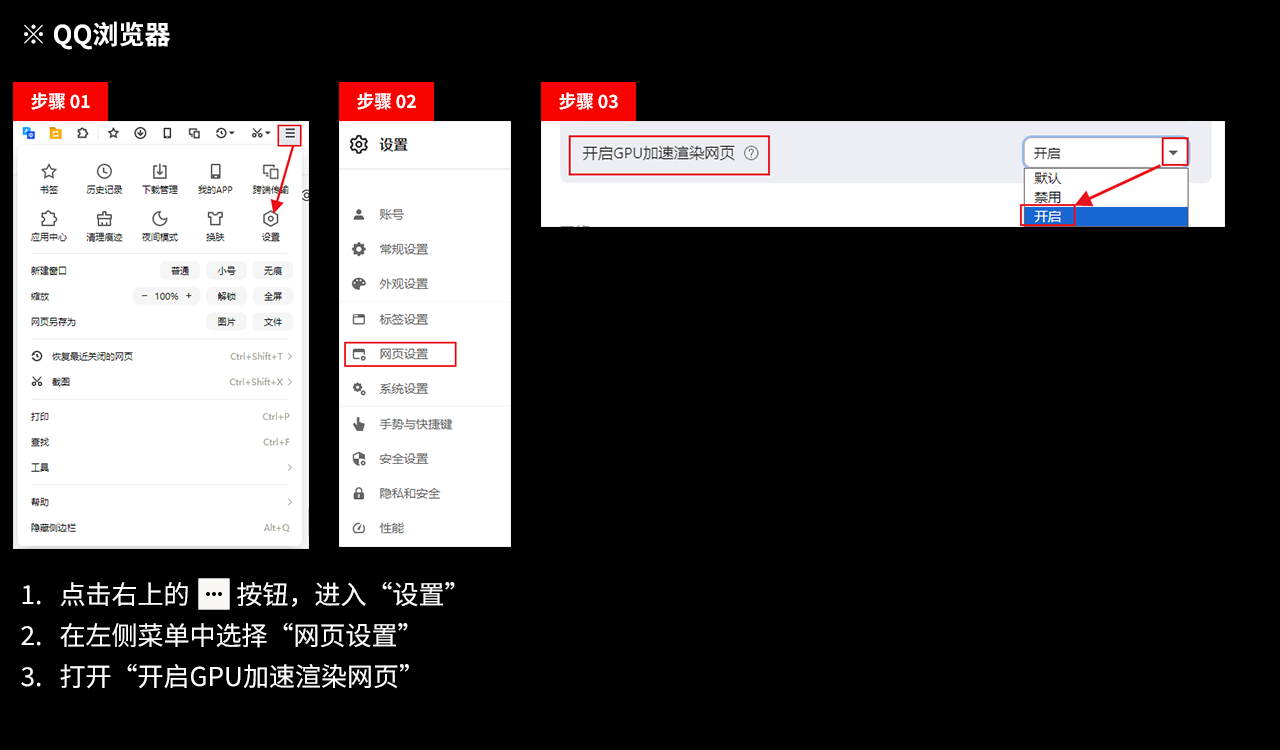 ※ QQ浏览器
步骤 01
书签 历史记录 下载管理 我的APP 跨端传输
应用中心 清理痕迹 夜间模式 换肤 设置
新建窗口 普通 小号 无痕
缩放 − 100% + 解锁 全屏
网页另存为 图片 文件
恢复最近关闭的网页 Ctrl+Shift+T
截图 Ctrl+Shift+X
打印 Ctrl+P
查找 Ctrl+F
工具
帮助
隐藏侧边栏 Alt+Q
步骤 02
设置
账号
常规设置
外观设置
标签设置
网页设置
系统设置
手势与快捷键
安全设置
隐私和安全
性能
步骤 03
开启GPU加速渲染网页 开启
默认
禁用
开启
1. 点击右上的 ··· 按钮，进入“设置”
2. 在左侧菜单中选择“网页设置”
3. 打开“开启GPU加速渲染网页”